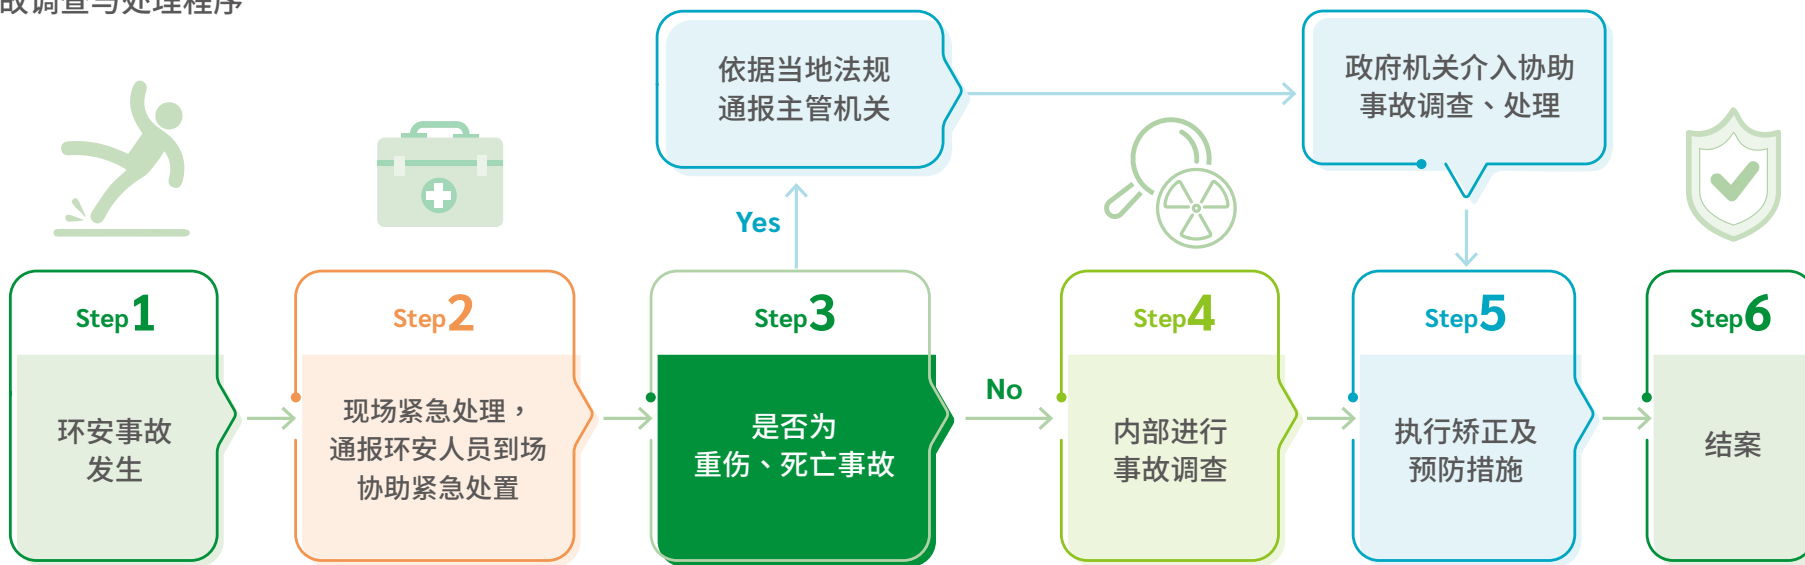 故调查与处理程序
依据当地法规
通报主管机关
政府机关介入协助
事故调查、处理
Yes
Step1
环安事故
发生
Step2
现场紧急处理，
通报环安人员到场
协助紧急处置
Step3
是否为
重伤、死亡事故
No
Step4
内部进行
事故调查
Step5
执行矫正及
预防措施
Step6
结案